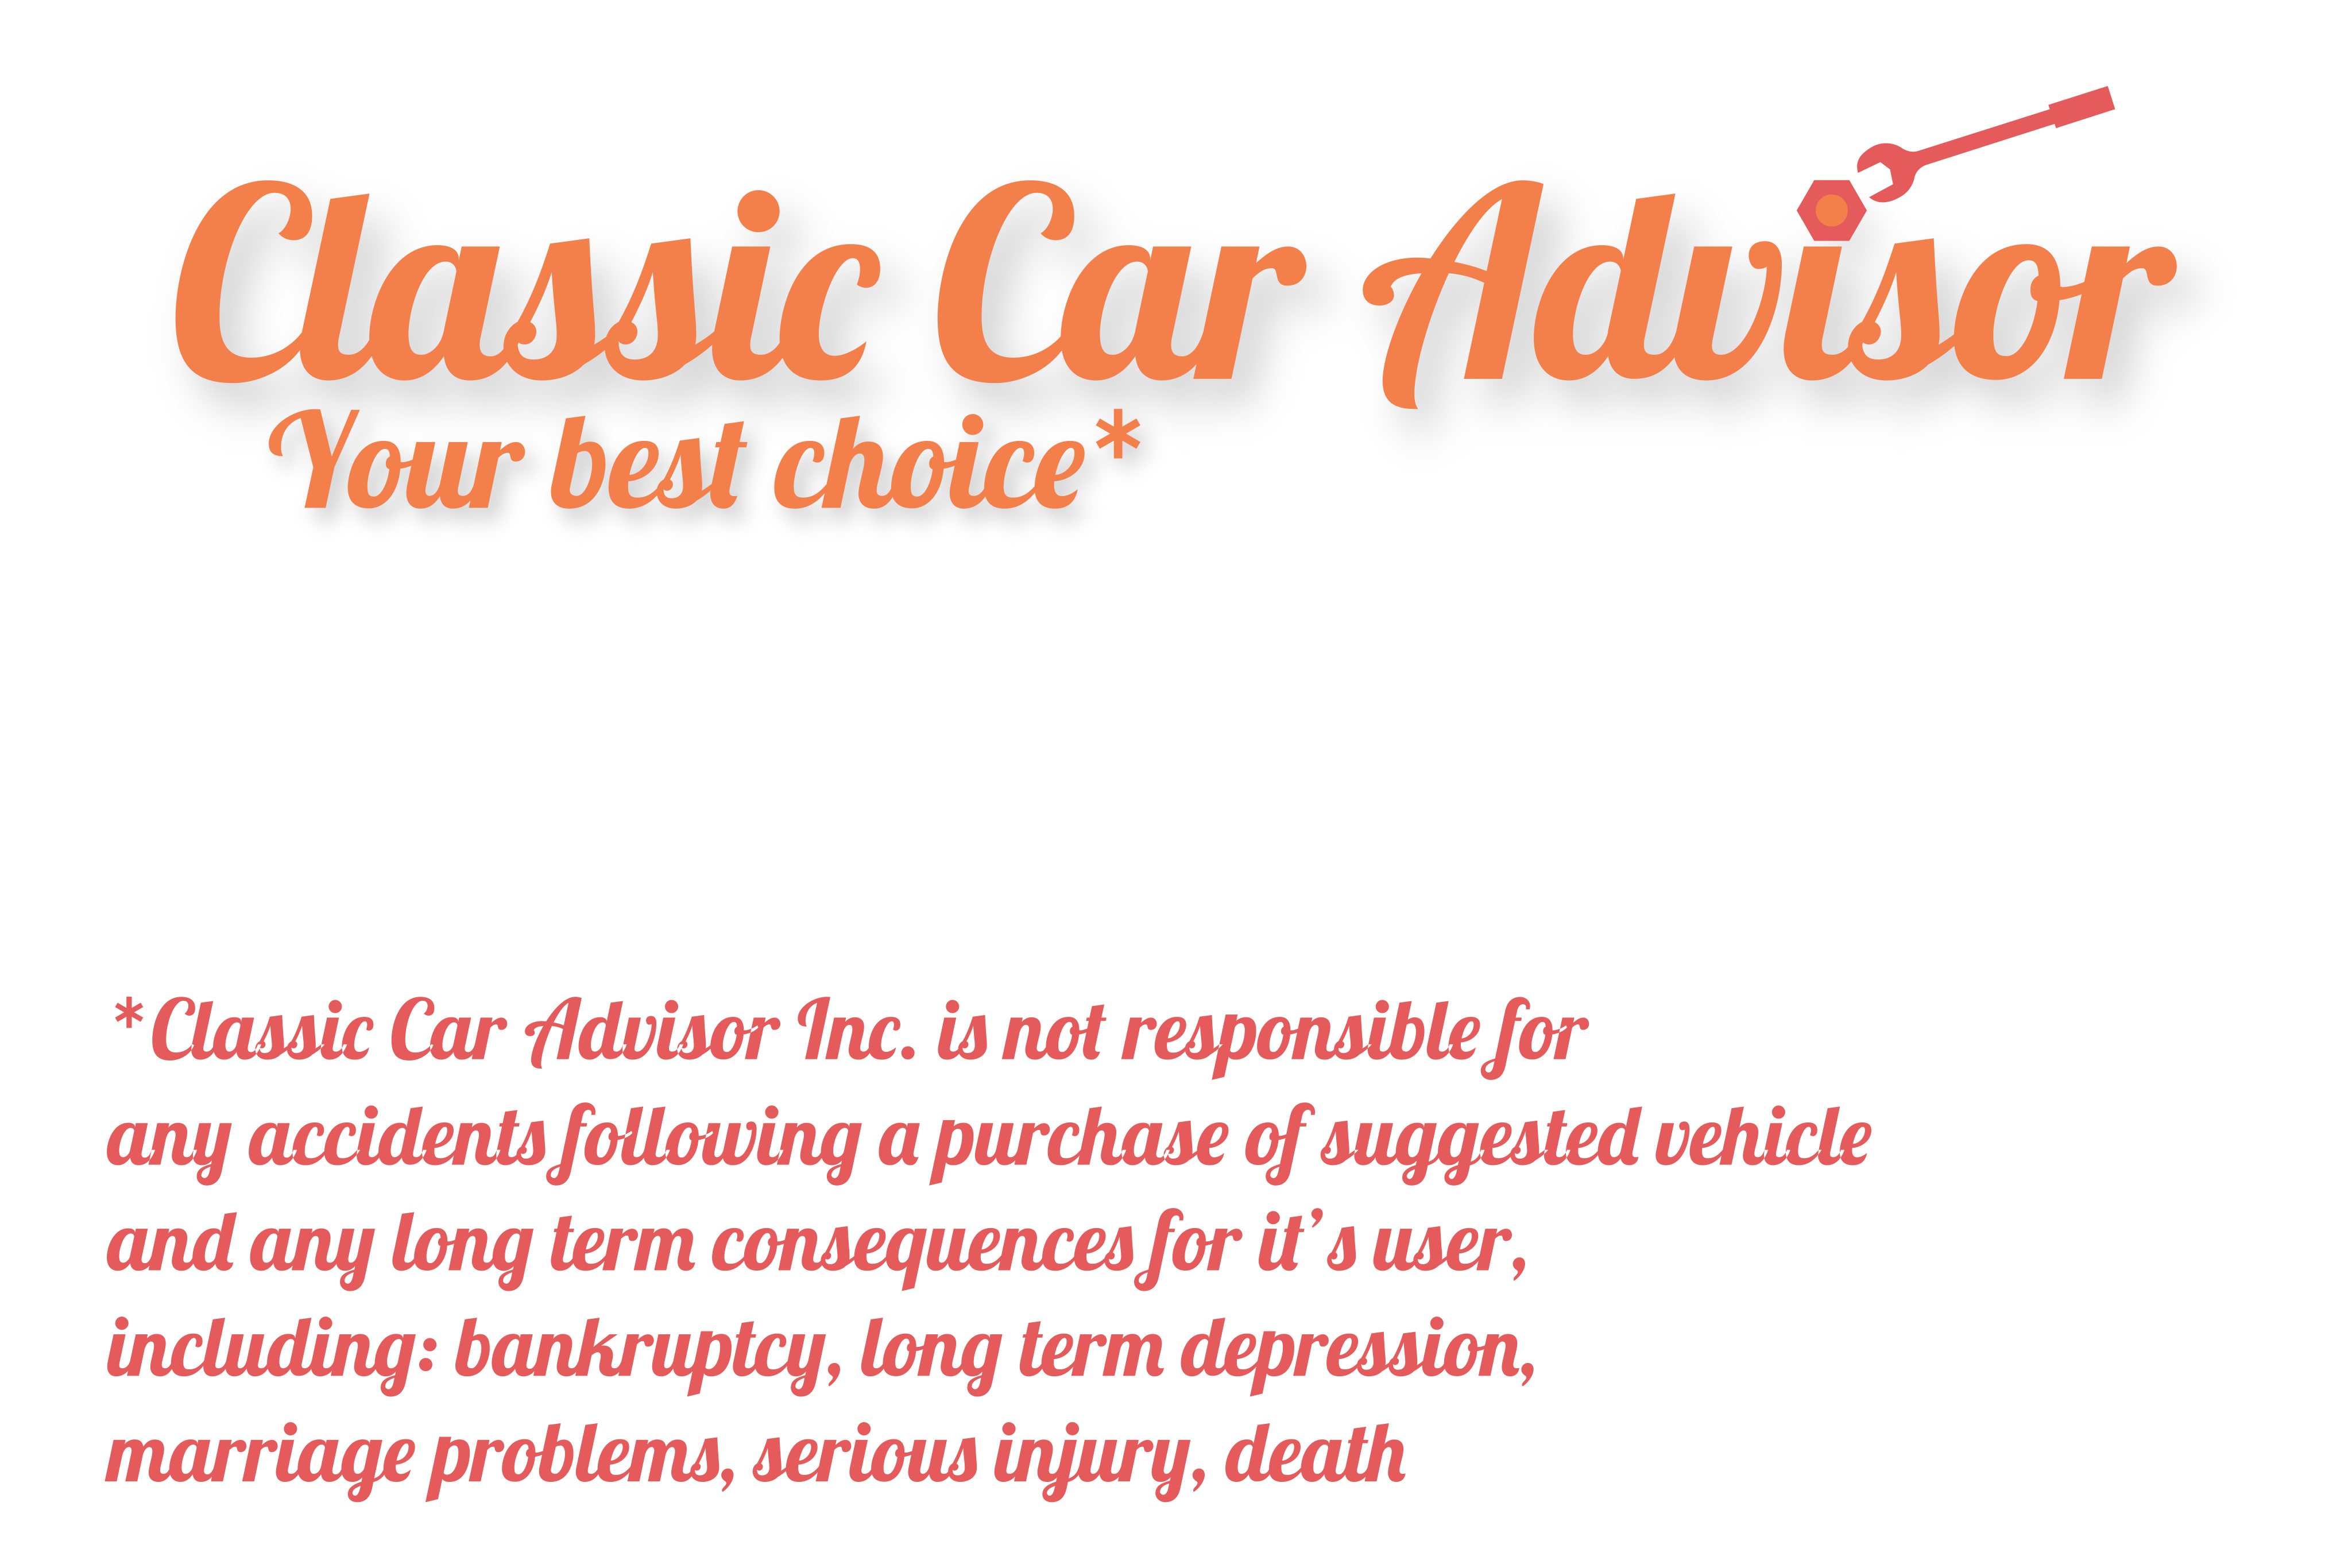 Classic Car Advisor
Your best choice*
*Classic Car Advisor Inc. is not responsible for
any accidents following a purchase of suggested vehicle
and any long term consequences for it’s user,
including: bankruptcy, long term depression,
marriage problems, serious injury, death